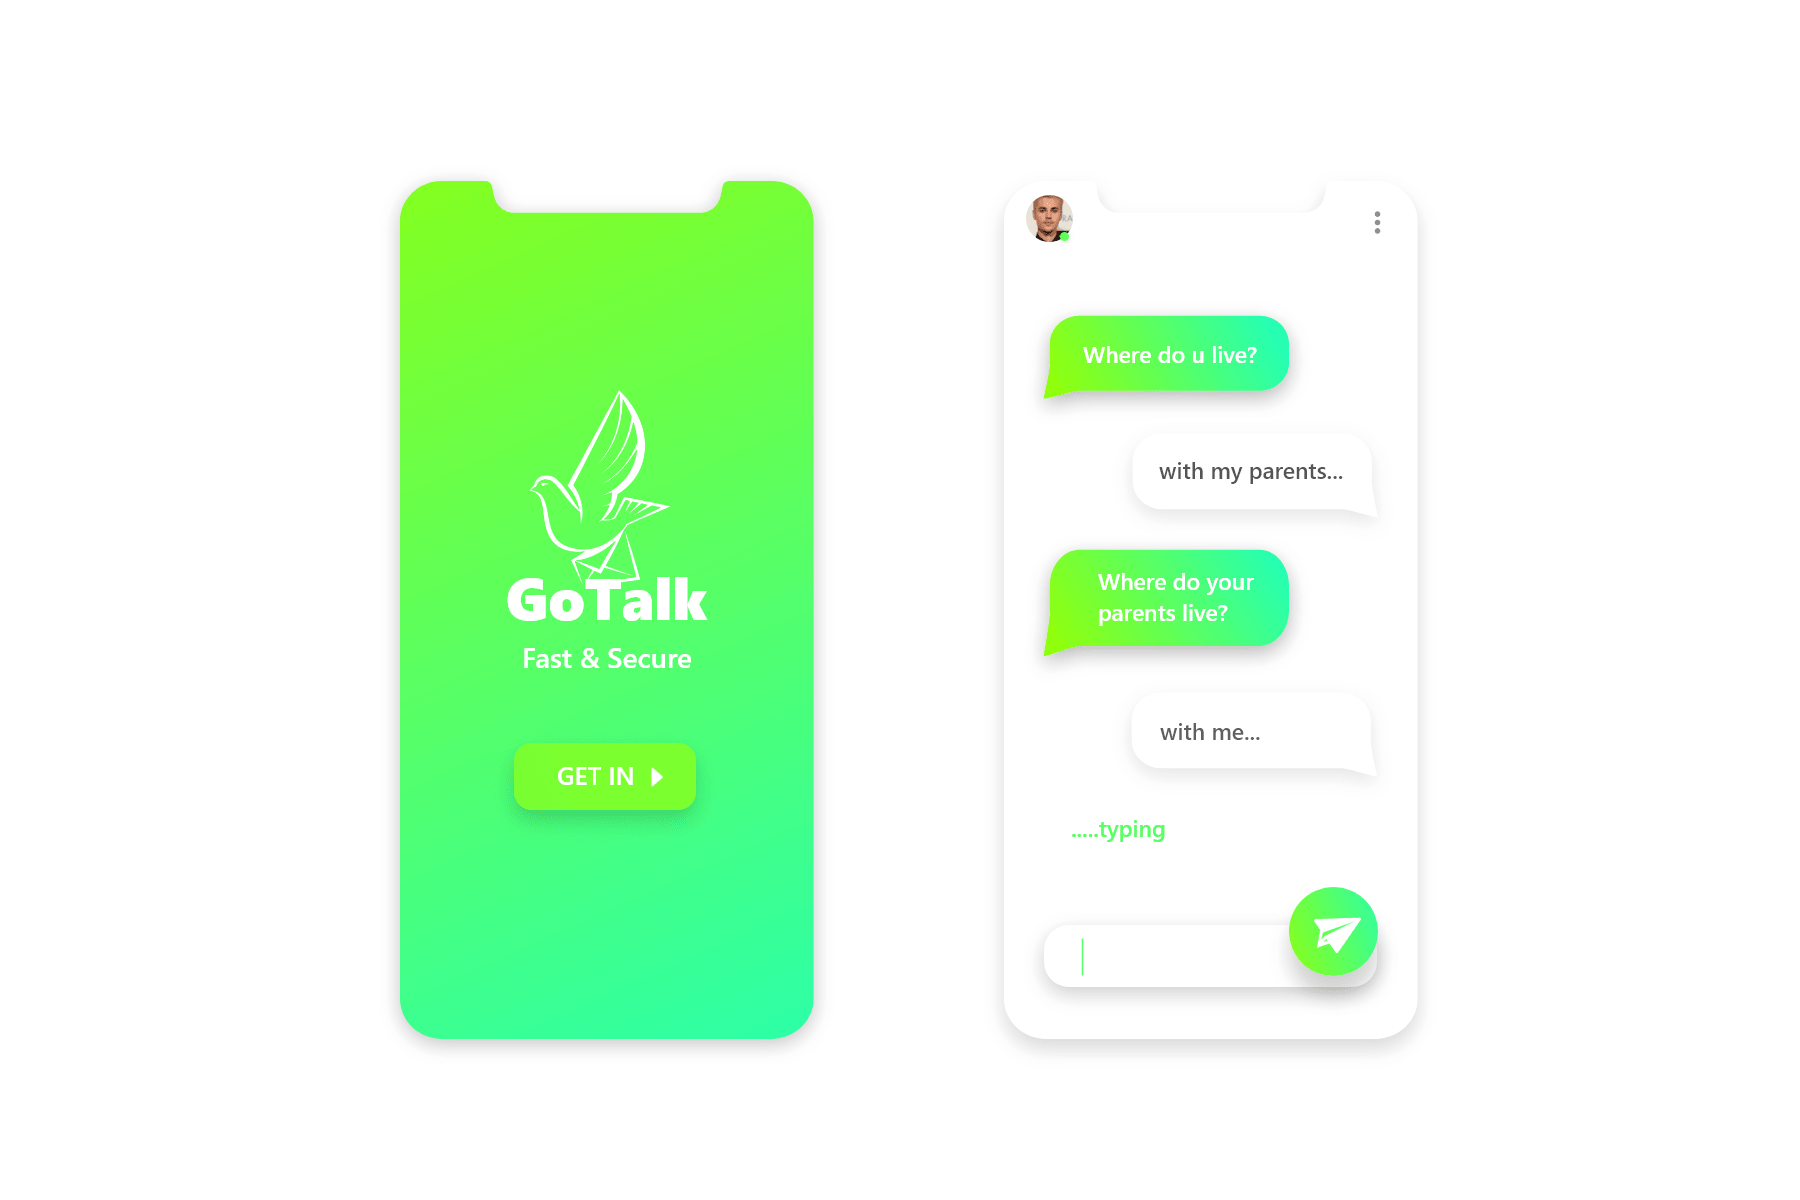 GoTalk
Fast & Secure
GET IN
RA
Where do u live?
with my parents...
Where do your
parents live?
with me...
.....typing